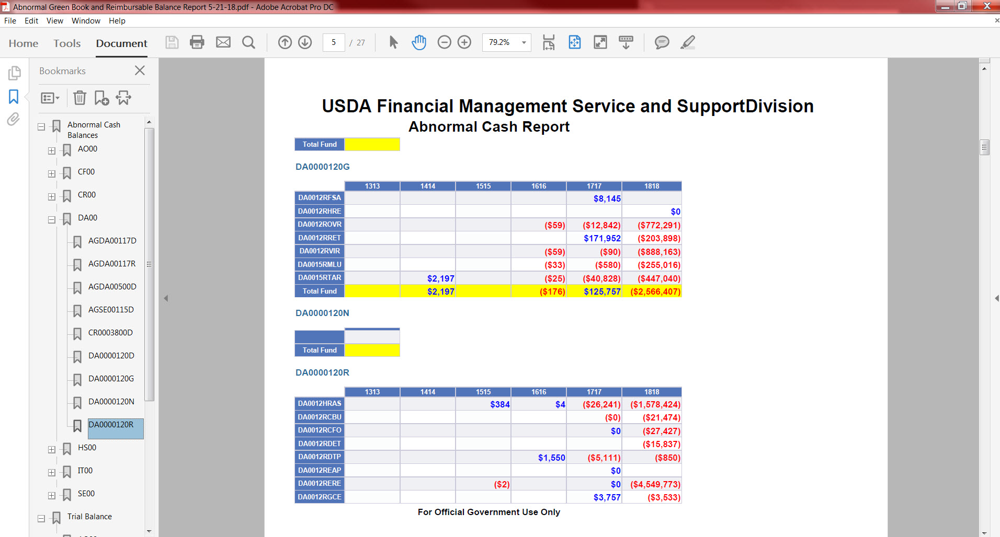 Abnormal Green Book and Reimbursable Balance Report 5-21-18.pdf - Adobe Acrobat Pro DC
File Edit View Window Help
Home Tools Document 5 / 27 79.2%
Bookmarks
Abnormal Cash
Balances
AO00
CF00
CR00
DA00
AGDA00117D
AGDA00117R
AGDA00500D
AGSE00115D
CR0003800D
DA0000120D
DA0000120G
DA0000120N
DA0000120R
HS00
IT00
SE00
Trial Balance
USDA Financial Management Service and SupportDivision
Abnormal Cash Report
Total Fund
DA0000120G
1313 1414 1515 1616 1717 1818
DA0012RFSA $8,145
DA0012RHRE $0
DA0012ROVR ($59) ($12,842) ($772,291)
DA0012RRET $171,952 ($203,898)
DA0012RVIR ($59) ($90) ($888,163)
DA0015RMLU ($33) ($580) ($255,016)
DA0015RTAR $2,197 ($25) ($40,828) ($447,040)
Total Fund $2,197 ($176) $125,757 ($2,566,407)
DA0000120N
Total Fund
DA0000120R
1313 1414 1515 1616 1717 1818
DA0012HRAS $384 $4 ($26,241) ($1,578,424)
DA0012RCBU ($0) ($21,474)
DA0012RCFO $0 ($27,427)
DA0012RDET ($15,837)
DA0012RDTP $1,550 ($5,111) ($850)
DA0012REAP $0
DA0012RERE ($2) $0 ($4,549,773)
DA0012RGCE $3,757 ($3,533)
For Official Government Use Only